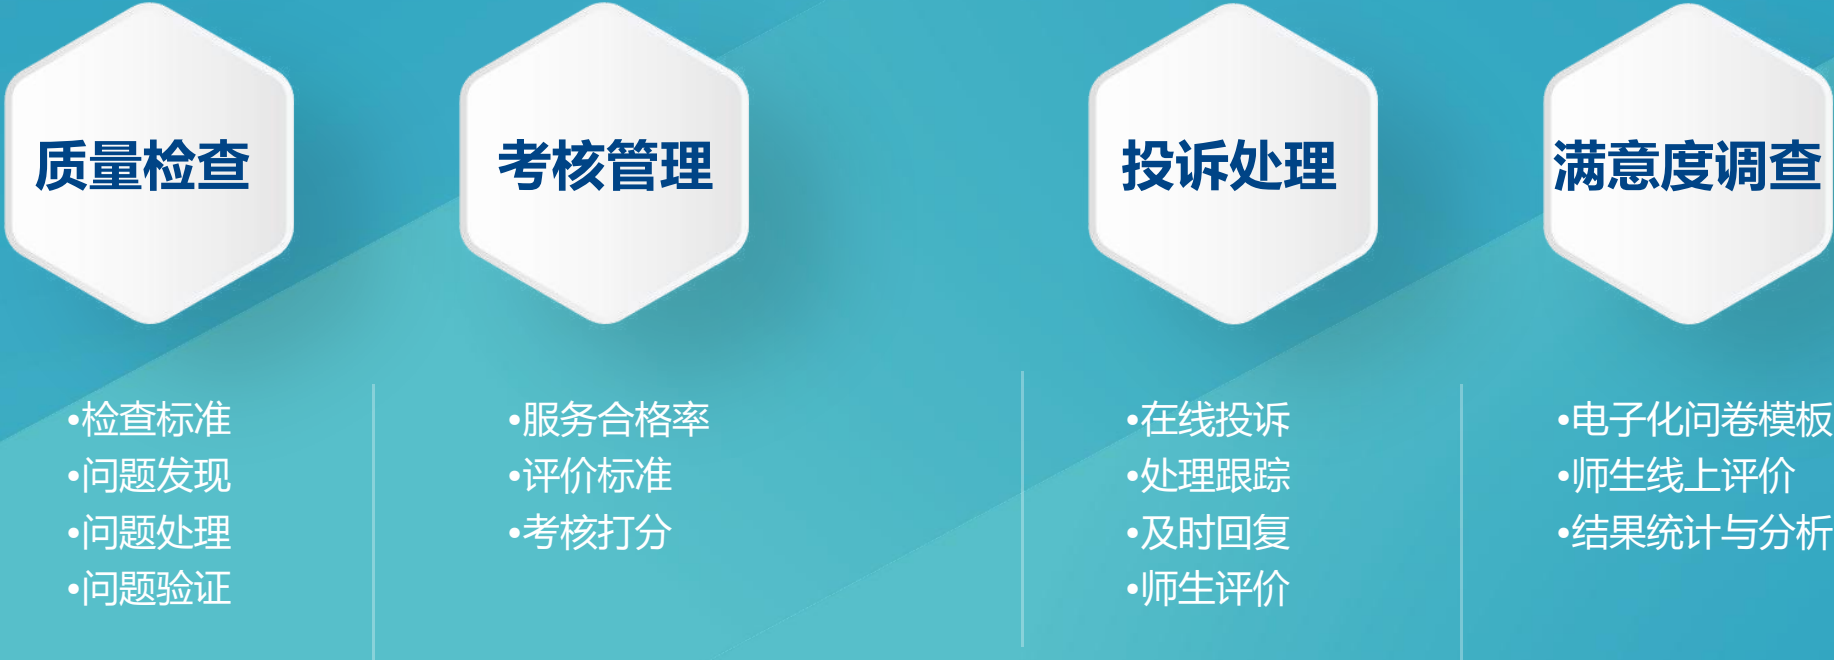 质量检查
考核管理
投诉处理
满意度调查
•检查标准
•问题发现
•问题处理
•问题验证
•服务合格率
•评价标准
•考核打分
•在线投诉
•处理跟踪
•及时回复
•师生评价
•电子化问卷模板
•师生线上评价
•结果统计与分析